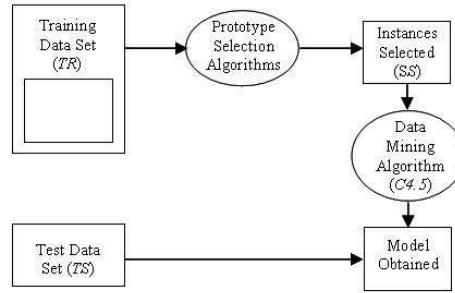 Training
Data Set
(TR)
Prototype
Selection
Algorithms
Instances
Selected
(SS)
Data
Mining
Algorithm
(C4.5)
Test Data
Set (TS)
Model
Obtained